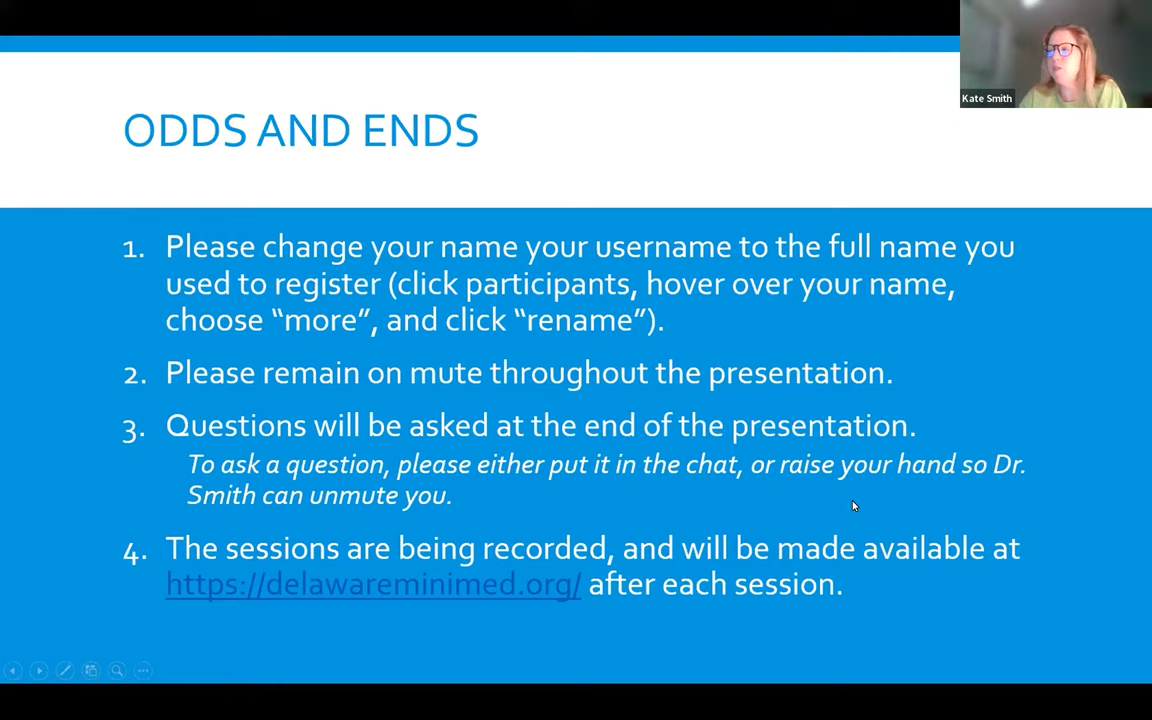 Kate Smith
ODDS AND ENDS
1. Please change your name your username to the full name you
used to register (click participants, hover over your name,
choose “more”, and click “rename”).
2. Please remain on mute throughout the presentation.
3. Questions will be asked at the end of the presentation.
To ask a question, please either put it in the chat, or raise your hand so Dr.
Smith can unmute you.
4. The sessions are being recorded, and will be made available at
https://delawareminimed.org/ after each session.